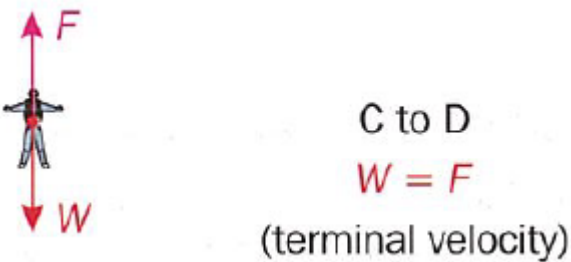 F
W
C to D
W = F
(terminal velocity)